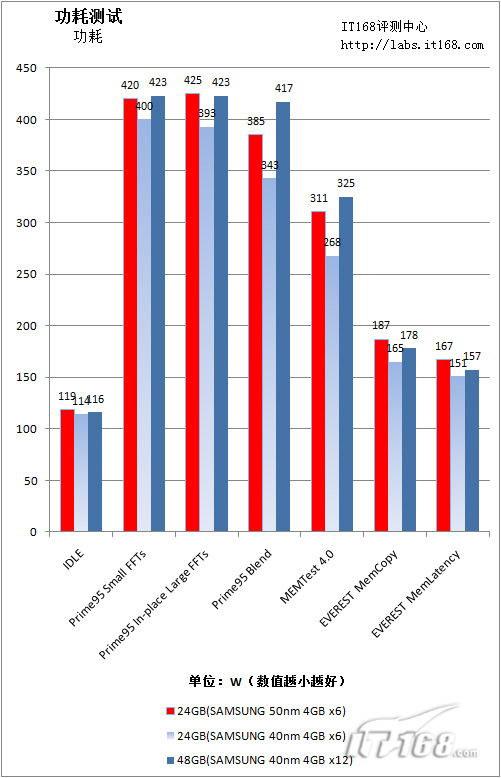 功耗测试
功耗
IT168评测中心
http://labs.it168.com/
450
400
350
300
250
200
150
100
50
0
119
114
116
420
400
423
425
393
423
385
343
417
311
268
325
187
165
178
167
151
157
IDLE
Prime95 Small FFTs
Prime95 In-place Large FFTs
Prime95 Blend
MEMTest 4.0
EVEREST MemCopy
EVEREST MemLatency
单位：W（数值越小越好）
24GB(SAMSUNG 50nm 4GB x6)
24GB(SAMSUNG 40nm 4GB x6)
48GB(SAMSUNG 40nm 4GB x12)
IT168.com